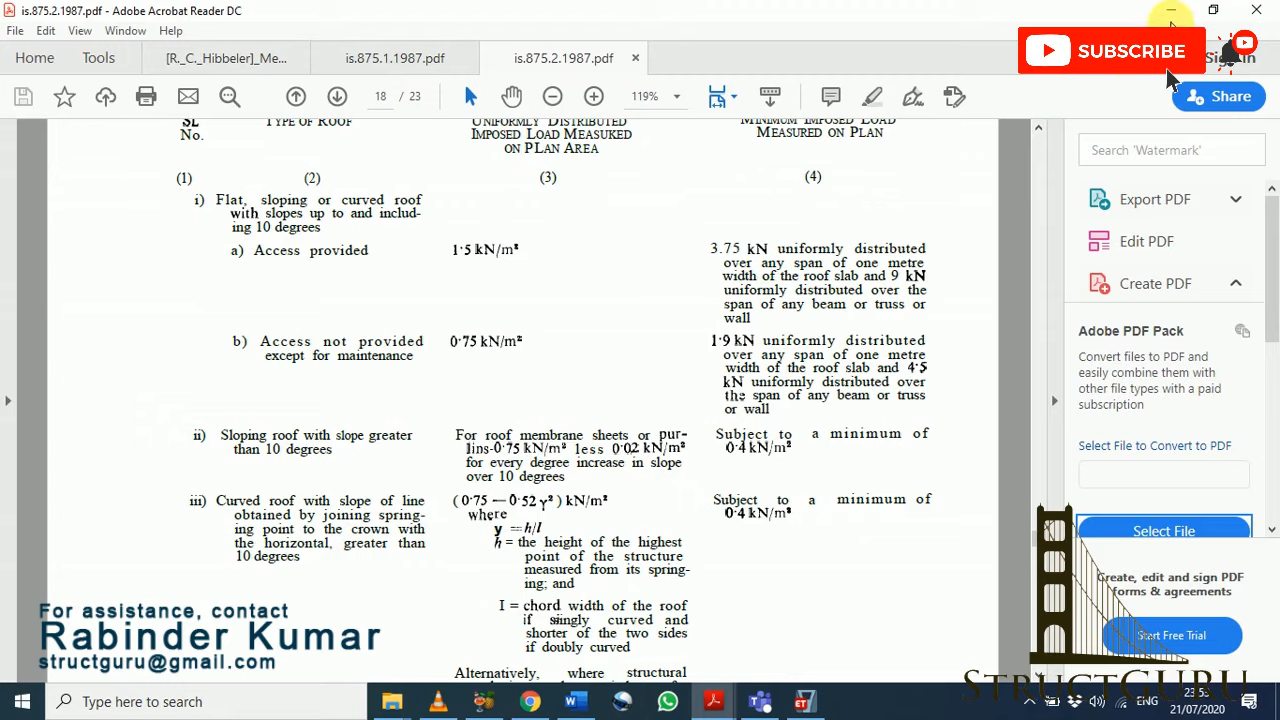 is.875.2.1987.pdf - Adobe Acrobat Reader DC
File Edit View Window Help
SUBSCRIBE
Home Tools [R._C._Hibbeler]_Me... is.875.1.1987.pdf is.875.2.1987.pdf × Sign In
18 / 23 119% Share
SL TYPE OF ROOF UNIFORMLY DISTRIBUTED MINIMUM IMPOSED LOAD
No. IMPOSED LOAD MEASURED MEASURED ON PLAN
ON PLAN AREA
(1) (2) (3) (4)
i) Flat, sloping or curved roof
with slopes up to and includ-
ing 10 degrees
a) Access provided 1·5 kN/m² 3.75 kN uniformly distributed
over any span of one metre
width of the roof slab and 9 kN
uniformly distributed over the
span of any beam or truss or
wall
b) Access not provided 0·75 kN/m² 1·9 kN uniformly distributed
except for maintenance over any span of one metre
width of the roof slab and 4·5
kN uniformly distributed over
the span of any beam or truss
or wall
ii) Sloping roof with slope greater For roof membrane sheets or pur- Subject to a minimum of
than 10 degrees lins-0·75 kN/m² less 0·02 kN/m² 0·4 kN/m²
for every degree increase in slope
over 10 degrees
iii) Curved roof with slope of line (0·75 — 0·52 γ²) kN/m² Subject to a minimum of
obtained by joining spring- where 0·4 kN/m²
ing point to the crown with γ = h/l
the horizontal, greater than h = the height of the highest
10 degrees point of the structure
measured from its spring-
ing; and
I = chord width of the roof
if singly curved and
shorter of the two sides
if doubly curved
Alternatively, where structural
Search 'Watermark'
Export PDF
Edit PDF
Create PDF
Adobe PDF Pack
Convert files to PDF and
easily combine them with
other file types with a paid
subscription
Select File to Convert to PDF
Select File
Create, edit and sign PDF
forms & agreements
Start Free Trial
For assistance, contact
Rabinder Kumar
structguru@gmail.com
STRUCTGURU
Type here to search
ENG
21/07/2020